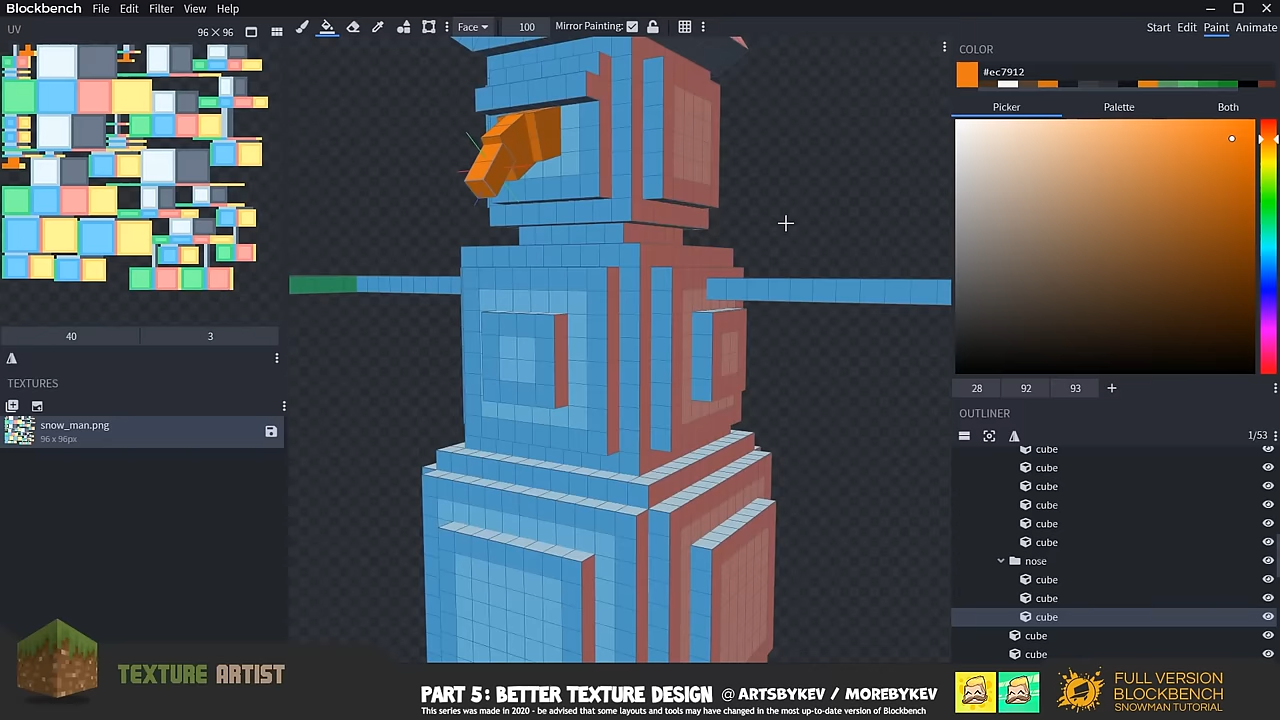 Blockbench File Edit Filter View Help
UV 96 × 96
Face 100 Mirror Painting:
Start Edit Paint Animate
COLOR
#ec7912
Picker Palette Both
40 3
28 92 93
TEXTURES
snow_man.png
96 x 96px
OUTLINER
1/53
cube
cube
cube
cube
cube
cube
nose
cube
cube
cube
cube
cube
TEXTURE ARTIST
PART 5: BETTER TEXTURE DESIGN @ARTSBYKEV / MOREBYKEV
This series was made in 2020 - be advised that some layouts and tools may have changed in the most up-to-date version of Blockbench
FULL VERSION
BLOCKBENCH
SNOWMAN TUTORIAL